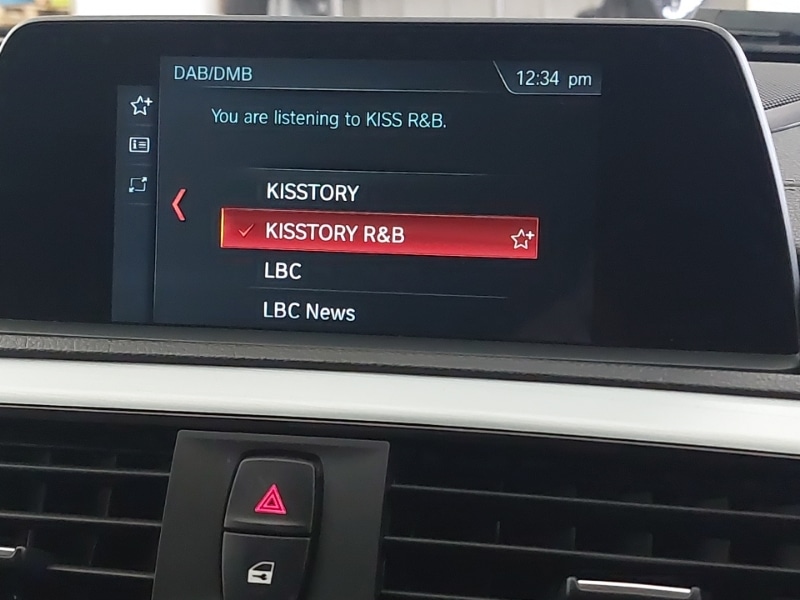 DAB/DMB
12:34 pm
You are listening to KISS R&B.
KISSTORY
KISSTORY R&B
LBC
LBC News